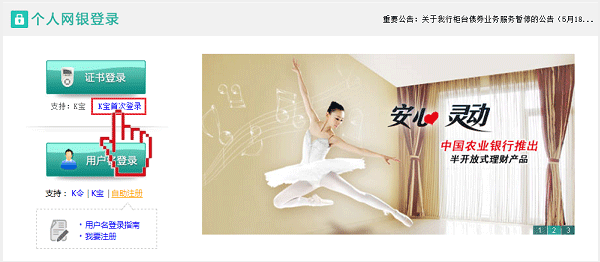 个人网银登录
重要公告：关于我行柜台债券业务服务暂停的公告（5月18...
证书登录
支持：K宝 K宝首次登录
用户名登录
支持： K令 | K宝 | 自助注册
· 用户名登录指南
· 我要注册
安心 灵动
中国农业银行推出
半开放式理财产品
1 2 3